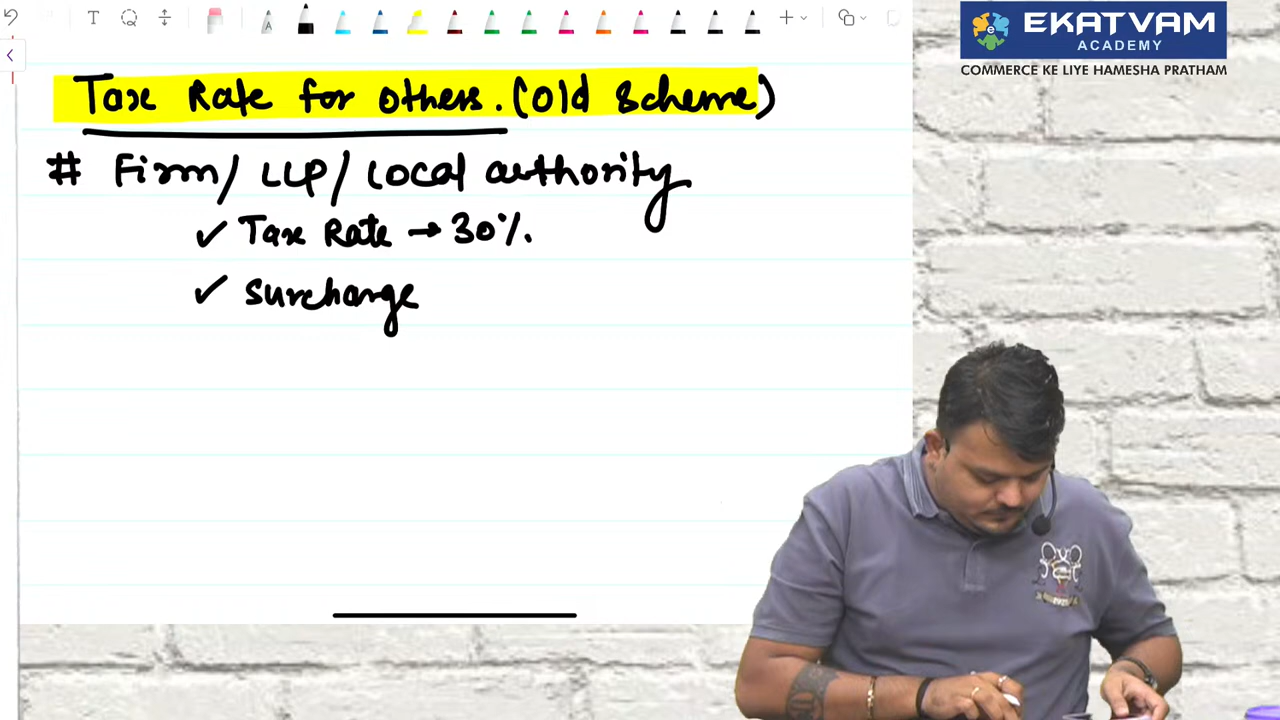 EKATVAM
ACADEMY
COMMERCE KE LIYE HAMESHA PRATHAM
Tax Rate for others. (Old Scheme)
# Firm/ LLP/ Local authority
✓ Tax Rate → 30%.
✓ Surcharge